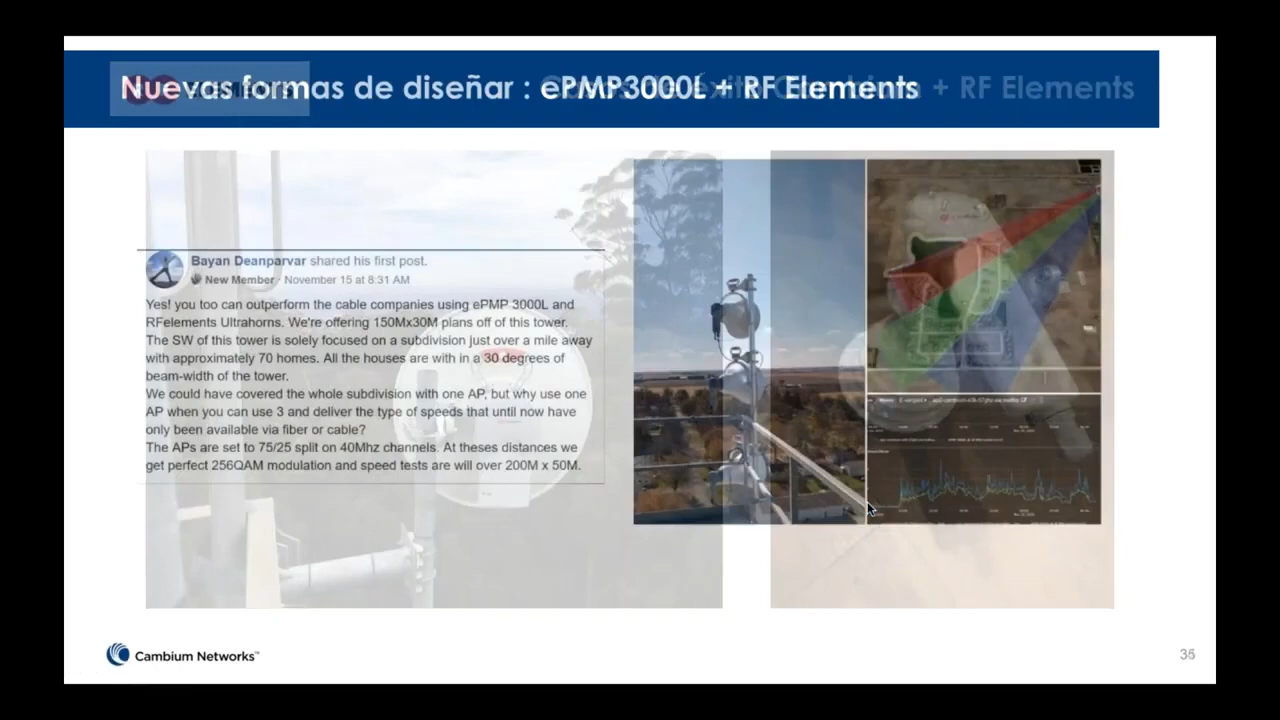 Nuevas formas de diseñar : ePMP3000L + RF Elements
+ RF Elements
Bayan Deanparvar shared his first post.
New Member · November 15 at 8:31 AM
Yes! you too can outperform the cable companies using ePMP 3000L and
RFelements Ultrahorns. We're offering 150Mx30M plans off of this tower.
The SW of this tower is solely focused on a subdivision just over a mile away
with approximately 70 homes. All the houses are with in a 30 degrees of
beam-width of the tower.
We could have covered the whole subdivision with one AP, but why use one
AP when you can use 3 and deliver the type of speeds that until now have
only been available via fiber or cable?
The APs are set to 75/25 split on 40Mhz channels. At theses distances we
get perfect 256QAM modulation and speed tests are will over 200M x 50M.
Cambium Networks™